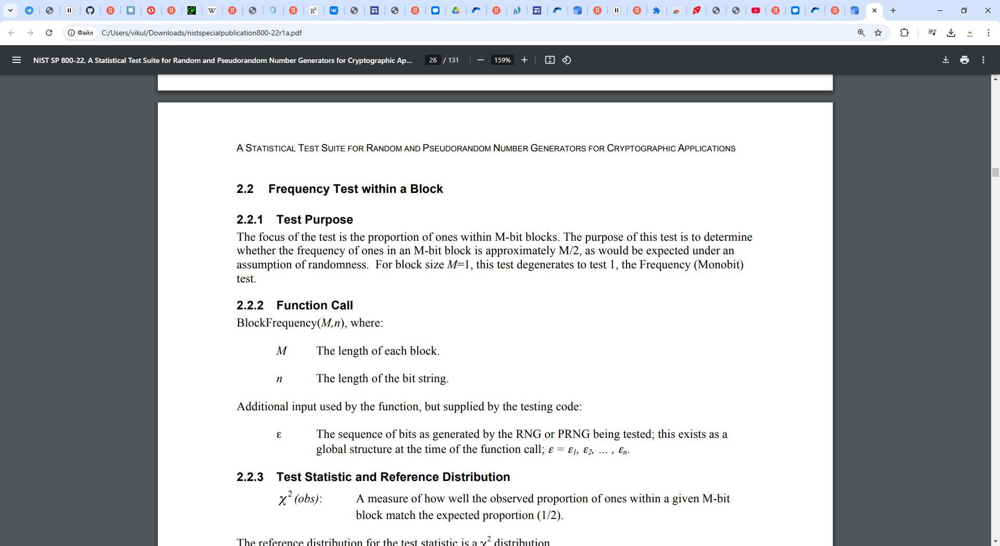 Файл
C:/Users/vikul/Downloads/nistspecialpublication800-22r1a.pdf
NIST SP 800-22, A Statistical Test Suite for Random and Pseudorandom Number Generators for Cryptographic Ap...
26 / 131
159%
A STATISTICAL TEST SUITE FOR RANDOM AND PSEUDORANDOM NUMBER GENERATORS FOR CRYPTOGRAPHIC APPLICATIONS
2.2 Frequency Test within a Block
2.2.1 Test Purpose
The focus of the test is the proportion of ones within M-bit blocks. The purpose of this test is to determine
whether the frequency of ones in an M-bit block is approximately M/2, as would be expected under an
assumption of randomness. For block size M=1, this test degenerates to test 1, the Frequency (Monobit)
test.
2.2.2 Function Call
BlockFrequency(M,n), where:
M The length of each block.
n The length of the bit string.
Additional input used by the function, but supplied by the testing code:
ε The sequence of bits as generated by the RNG or PRNG being tested; this exists as a
global structure at the time of the function call; ε = ε1, ε2, … , εn.
2.2.3 Test Statistic and Reference Distribution
χ²(obs): A measure of how well the observed proportion of ones within a given M-bit
block match the expected proportion (1/2).
The reference distribution for the test statistic is a χ² distribution